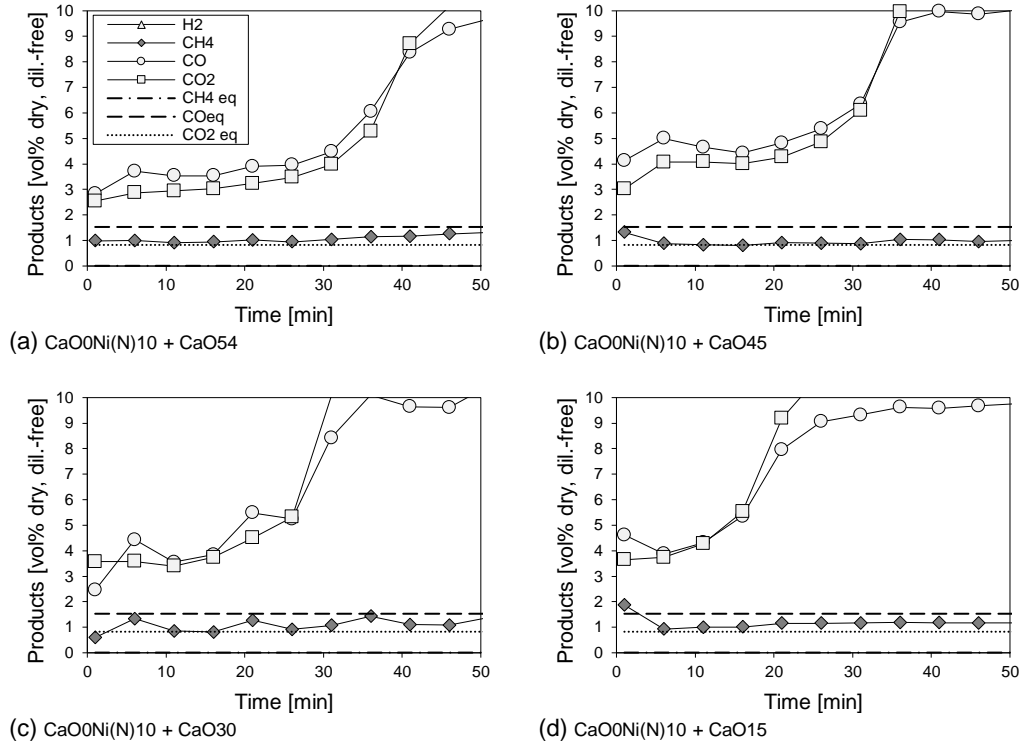 Products [vol% dry, dil.-free]
10
9
8
7
6
5
4
3
2
1
0
H2
CH4
CO
CO2
CH4 eq
COeq
CO2 eq
0 10 20 30 40 50
Time [min]
(a) CaO0Ni(N)10 + CaO54
Products [vol% dry, dil.-free]
10
9
8
7
6
5
4
3
2
1
0
0 10 20 30 40 50
Time [min]
(b) CaO0Ni(N)10 + CaO45
Products [vol% dry, dil.-free]
10
9
8
7
6
5
4
3
2
1
0
0 10 20 30 40 50
Time [min]
(c) CaO0Ni(N)10 + CaO30
Products [vol% dry, dil.-free]
10
9
8
7
6
5
4
3
2
1
0
0 10 20 30 40 50
Time [min]
(d) CaO0Ni(N)10 + CaO15